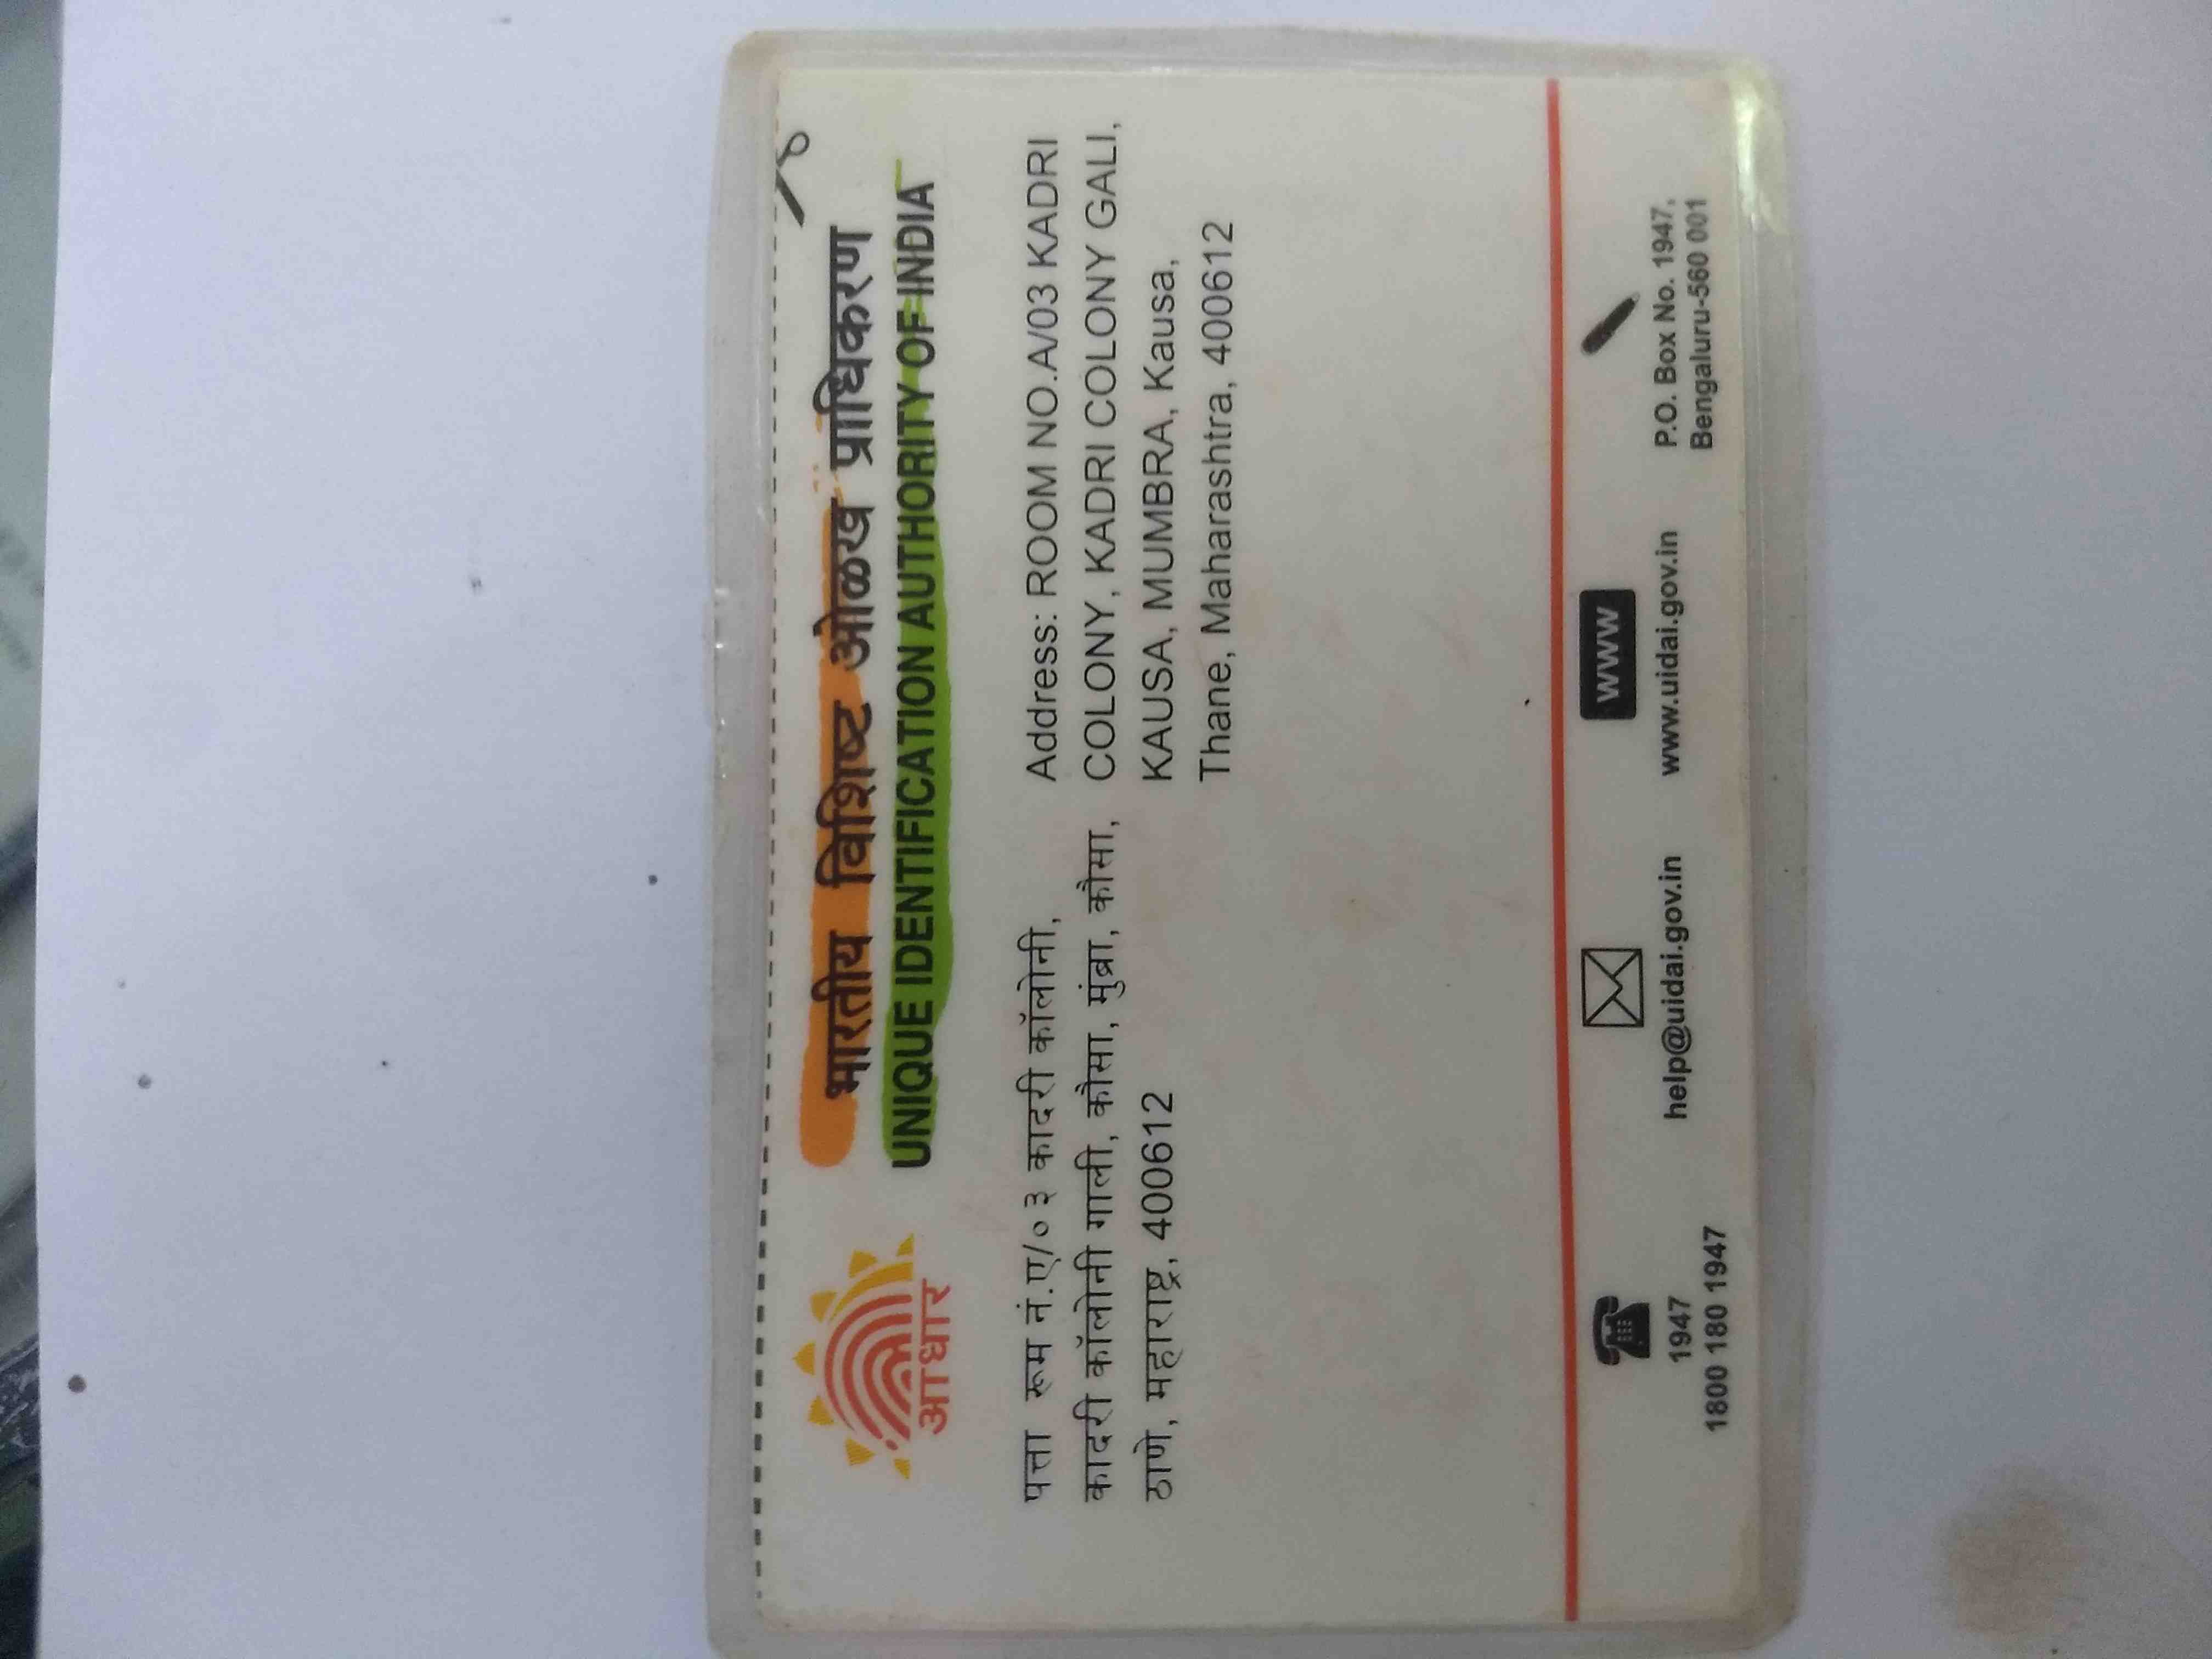 भारतीय विशिष्ट ओळख प्राधिकरण
UNIQUE IDENTIFICATION AUTHORITY OF INDIA
आधार
पत्ता रूम नं.ए/०३ कादरी कॉलोनी,
कादरी कॉलोनी गाली, कौसा, मुंब्रा, कौसा,
ठाणे, महाराष्ट्र, 400612
Address: ROOM NO.A/03 KADRI
COLONY, KADRI COLONY GALI,
KAUSA, MUMBRA, Kausa,
Thane, Maharashtra, 400612
1947
1800 180 1947
help@uidai.gov.in
WWW
www.uidai.gov.in
P.O. Box No. 1947,
Bengaluru-560 001